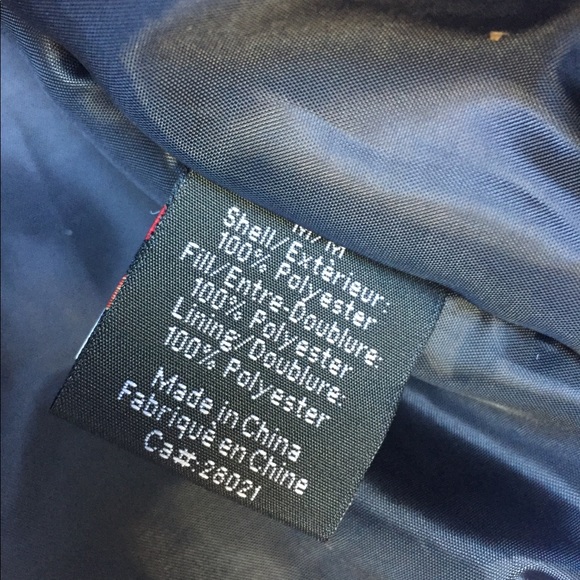 M/M
Shell/Extérieur:
100% Polyester
Fill/Entre-Doublure:
100% Polyester
Lining/Doublure:
100% Polyester
Made in China
Fabriqué en Chine
Ca#:28021